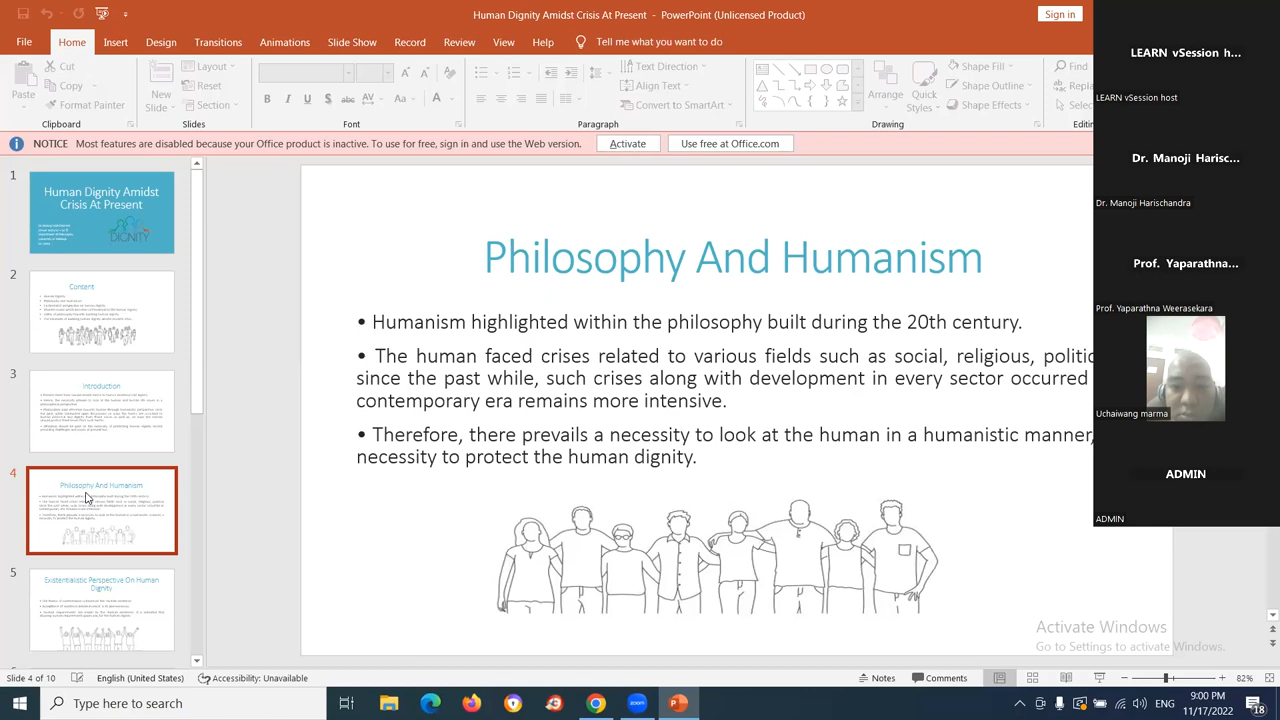 Human Dignity Amidst Crisis At Present - PowerPoint (Unlicensed Product)
Sign in
File Home Insert Design Transitions Animations Slide Show Record Review View Help Tell me what you want to do
Paste
Cut
Copy
Format Painter
Clipboard
New Slide
Layout
Reset
Section
Slides
Font
Text Direction
Align Text
Convert to SmartArt
Paragraph
Arrange
Quick Styles
Shape Fill
Shape Outline
Shape Effects
Drawing
Find
Repla
Selec
Editin
NOTICE Most features are disabled because your Office product is inactive. To use for free, sign in and use the Web version.
Activate
Use free at Office.com
1
Human Dignity Amidst
Crisis At Present
DIGNITY
2
Content
3
Introduction
4
Philosophy And Humanism
5
Existentialistic Perspective On Human
Dignity
Philosophy And Humanism
• Humanism highlighted within the philosophy built during the 20th century.
• The human faced crises related to various fields such as social, religious, politic
since the past while, such crises along with development in every sector occurred
contemporary era remains more intensive.
• Therefore, there prevails a necessity to look at the human in a humanistic manner,
necessity to protect the human dignity.
LEARN vSession h...
LEARN vSession host
Dr. Manoji Harisc...
Dr. Manoji Harischandra
Prof. Yaparathna...
Prof. Yaparathna Weerasekara
Uchaiwang marma
ADMIN
ADMIN
Activate Windows
Go to Settings to activate Windows.
Slide 4 of 10 English (United States) Accessibility: Unavailable Notes Comments 82%
Type here to search
zoom
ENG
9:00 PM
11/17/2022
18